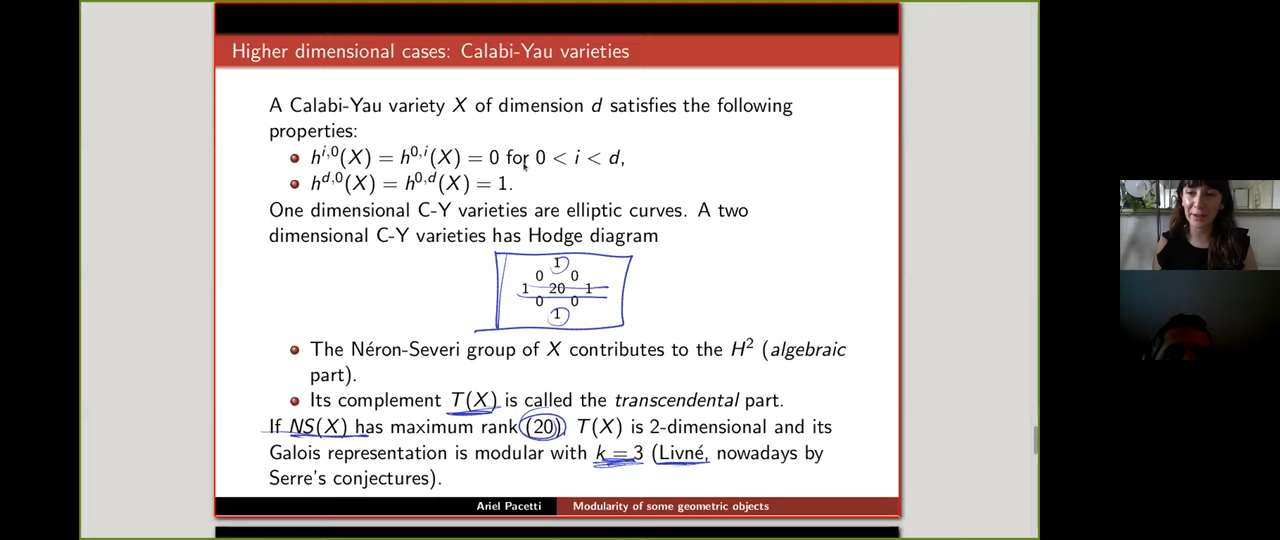 Higher dimensional cases: Calabi-Yau varieties
A Calabi-Yau variety X of dimension d satisfies the following
properties:
h^{i,0}(X) = h^{0,i}(X) = 0 for 0 < i < d,
h^{d,0}(X) = h^{0,d}(X) = 1.
One dimensional C-Y varieties are elliptic curves. A two
dimensional C-Y varieties has Hodge diagram
1
0 0
1 20 1
0 0
1
The Néron-Severi group of X contributes to the H² (algebraic
part).
Its complement T(X) is called the transcendental part.
If NS(X) has maximum rank (20), T(X) is 2-dimensional and its
Galois representation is modular with k = 3 (Livné, nowadays by
Serre's conjectures).
Ariel Pacetti Modularity of some geometric objects